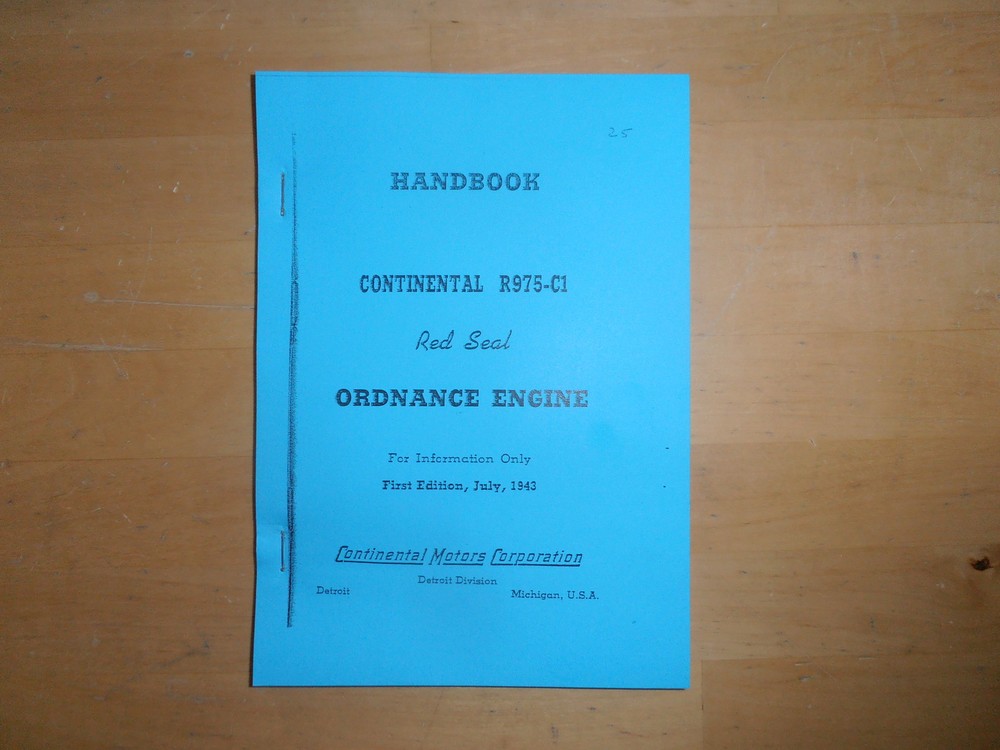 25
HANDBOOK
CONTINENTAL R975-C1
Red Seal
ORDNANCE ENGINE
For Information Only
First Edition, July, 1943
Continental Motors Corporation
Detroit Division
Detroit Michigan, U.S.A.